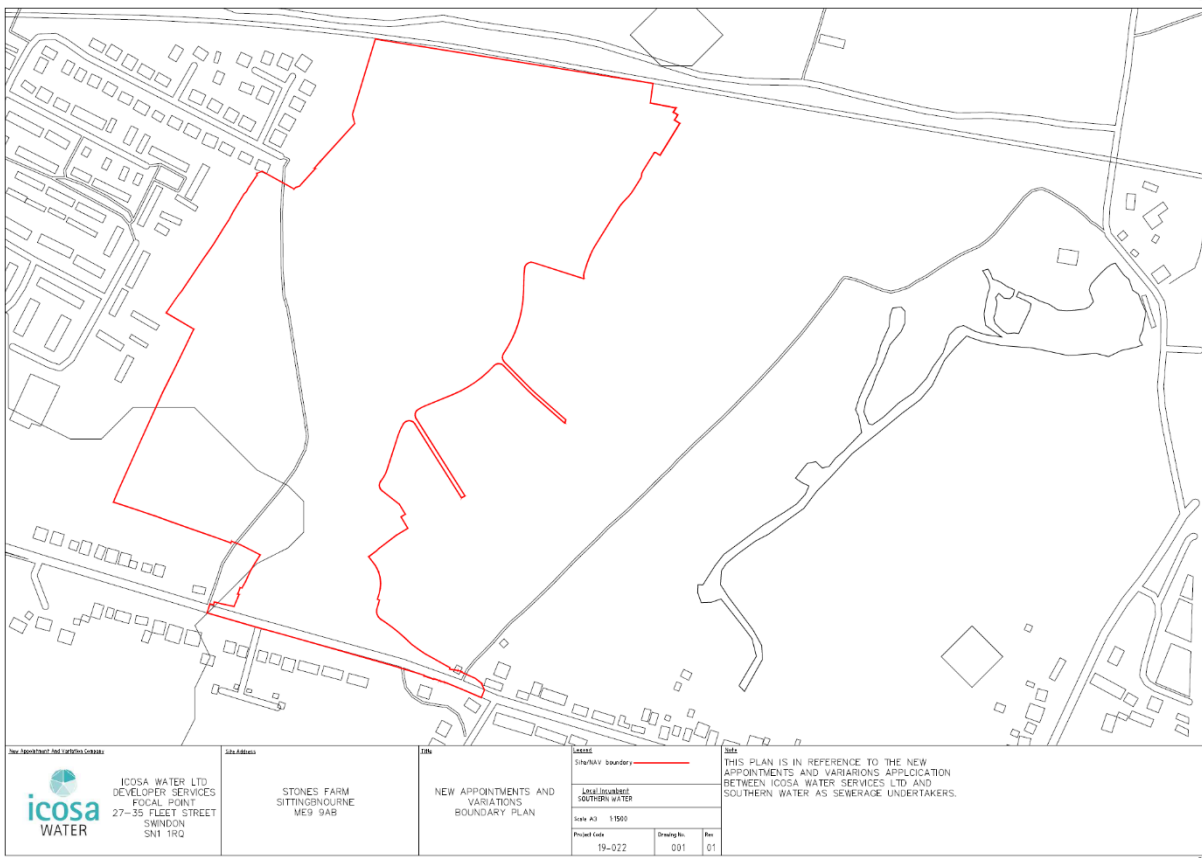 New Appointment And Variation Company
icosa
WATER
ICOSA WATER LTD
DEVELOPER SERVICES
FOCAL POINT
27-35 FLEET STREET
SWINDON
SN1 1RQ
Site Address
STONES FARM
SITTINGBNOURNE
ME9 9AB
Title
NEW APPOINTMENTS AND
VARIATIONS
BOUNDARY PLAN
Legend
Site/NAV boundary
Local Incumbent
SOUTHERN WATER
Scale A3 1:1500
Project Code
19-022
Drawing No.
001
Rev
01
Note
THIS PLAN IS IN REFERENCE TO THE NEW
APPOINTMENTS AND VARIARIONS APPLCICATION
BETWEEN ICOSA WATER SERVICES LTD AND
SOUTHERN WATER AS SEWERAGE UNDERTAKERS.